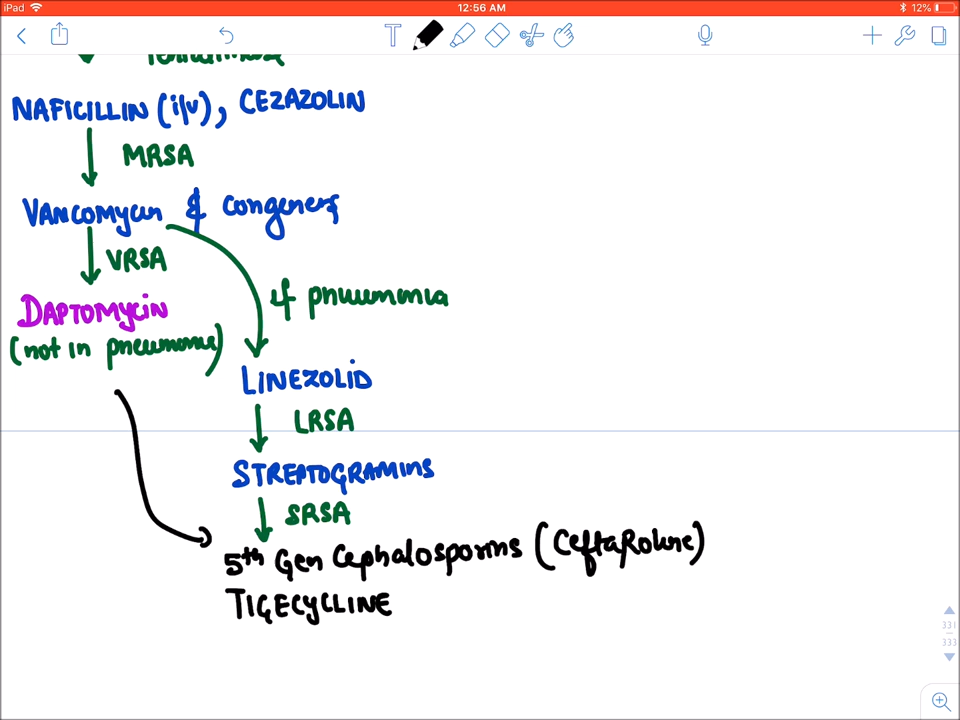 iPad 12:56 AM 12%
T
NAFICILLIN (i/v), CEZAZOLIN
MRSA
VANCOMYCIN & congeners
VRSA
if pneumonia
DAPTOMYCIN
(not in pneumonia)
LINEZOLID
LRSA
STREPTOGRAMINS
SRSA
5th Gen Cephalosporins (Ceftaroline)
TIGECYCLINE
331
333